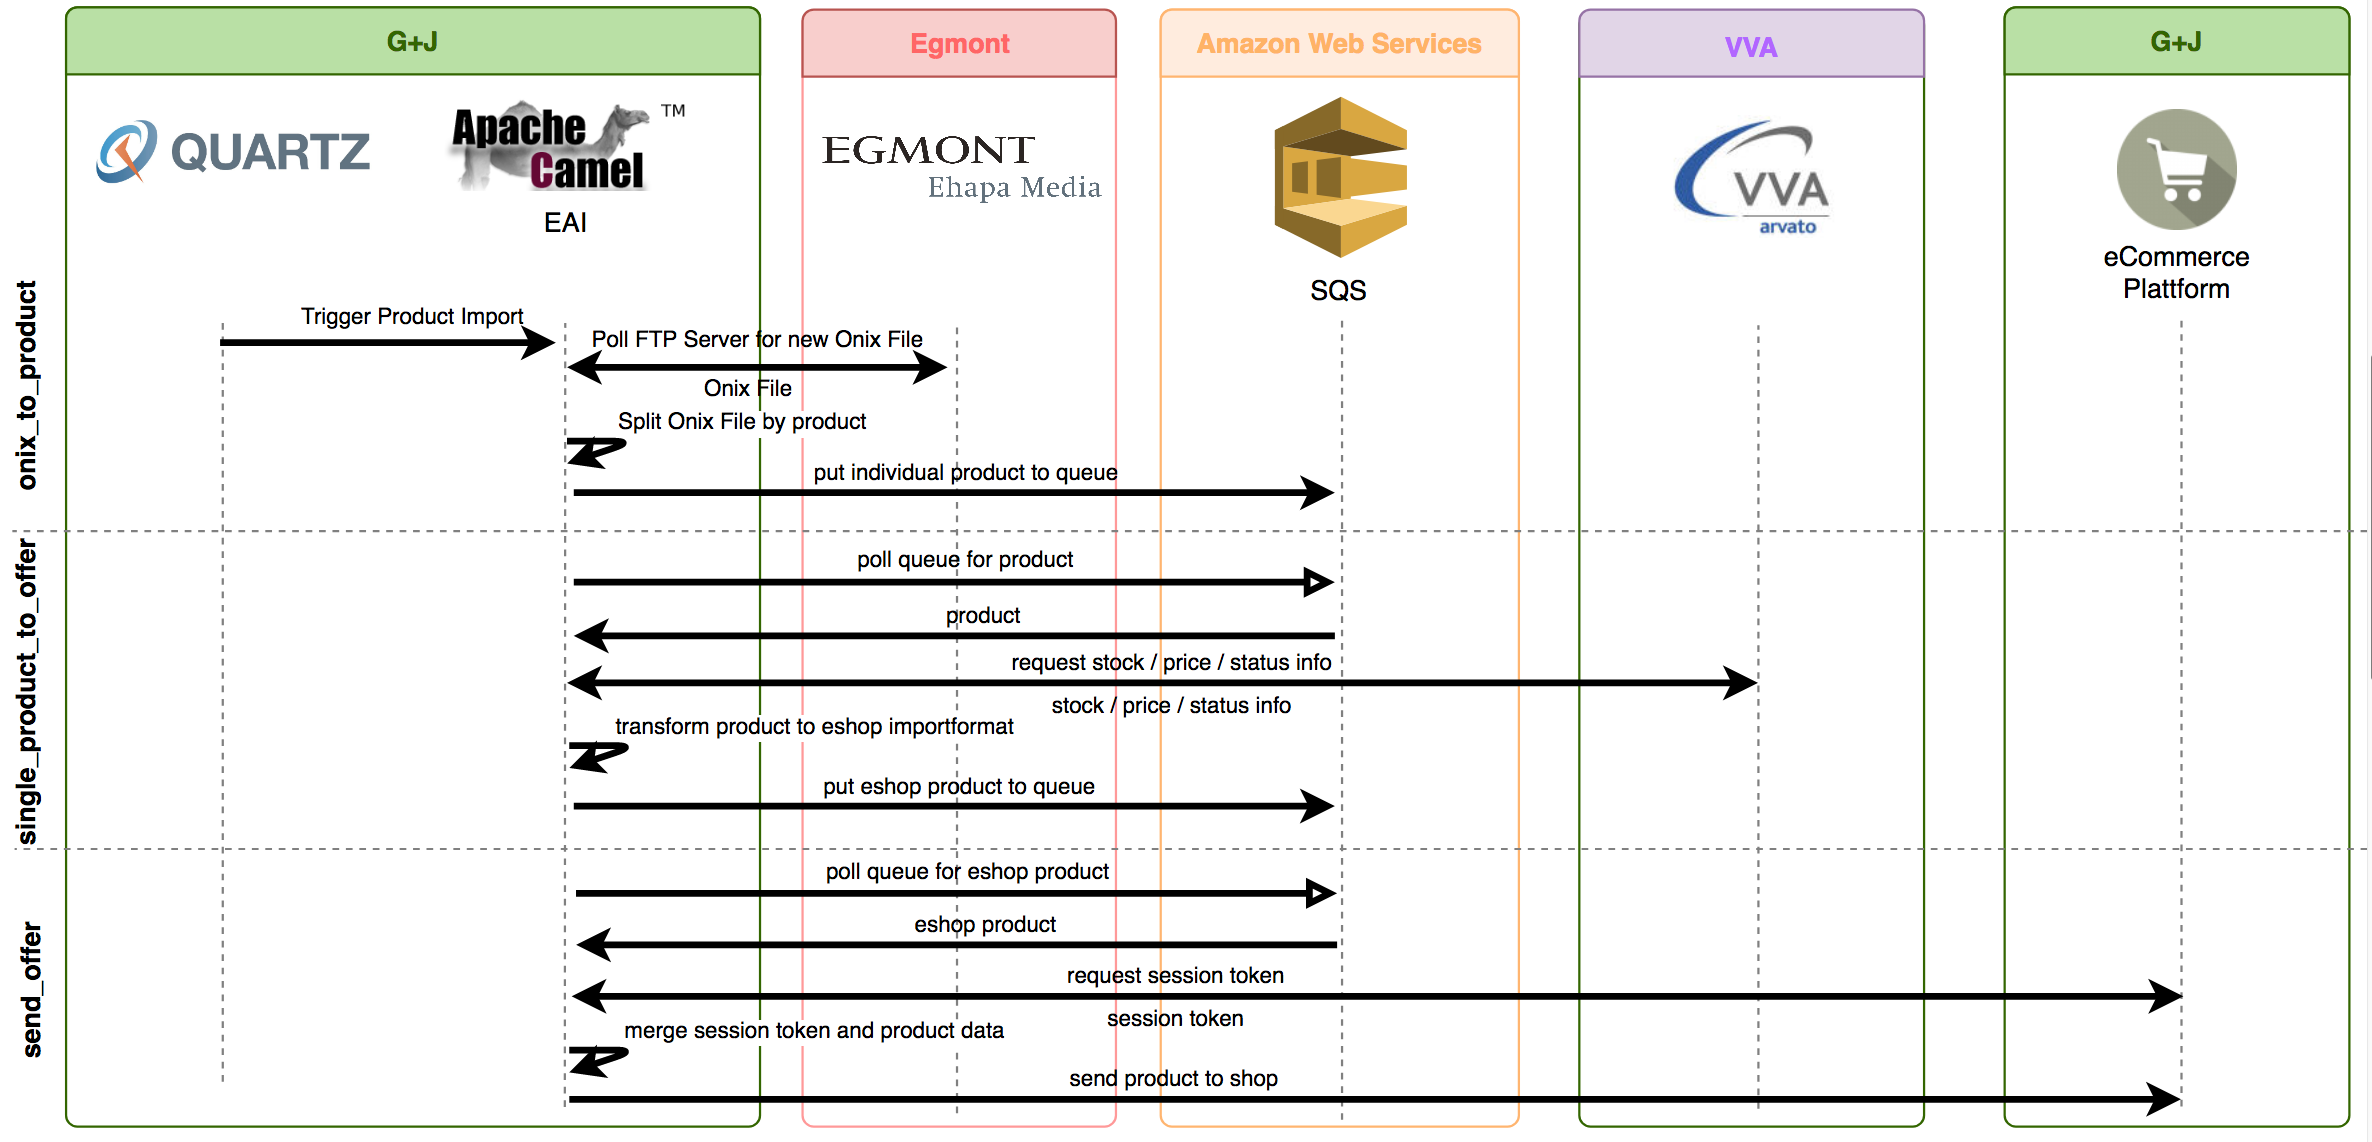 G+J
Egmont
Amazon Web Services
VVA
G+J
QUARTZ
Apache
Camel
TM
EAI
EGMONT
Ehapa Media
SQS
VVA
arvato
eCommerce
Plattform
onix_to_product
Trigger Product Import
Poll FTP Server for new Onix File
Onix File
Split Onix File by product
put individual product to queue
single_product_to_offer
poll queue for product
product
request stock / price / status info
stock / price / status info
transform product to eshop importformat
put eshop product to queue
send_offer
poll queue for eshop product
eshop product
request session token
session token
merge session token and product data
send product to shop